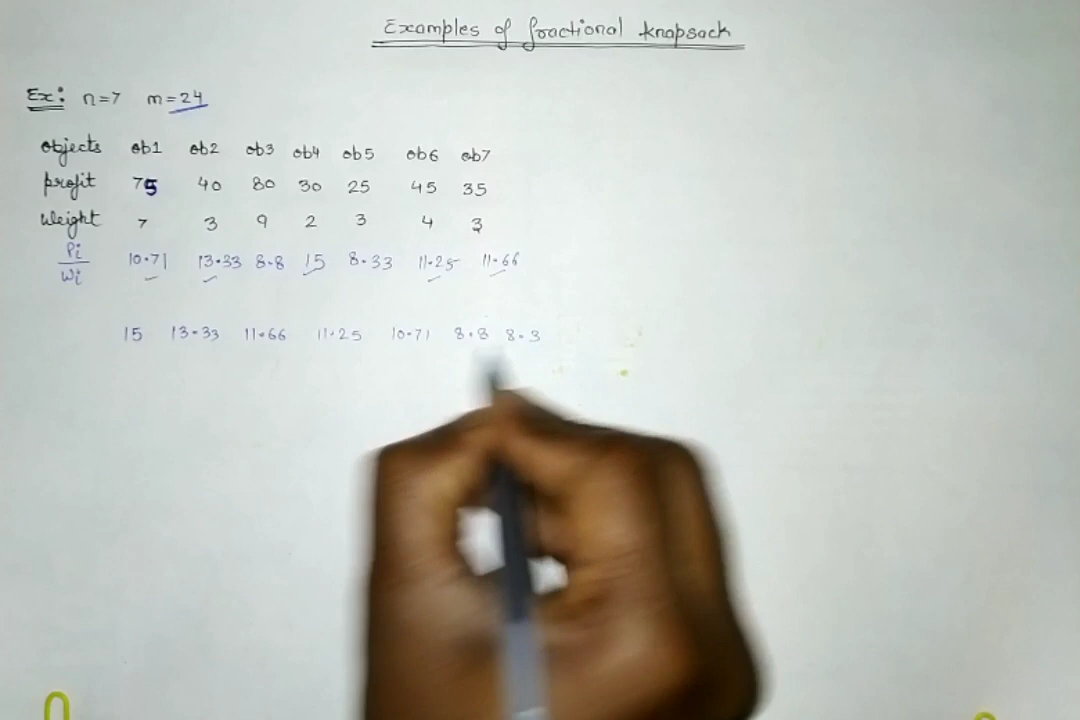 Examples of fractional knapsack
Ex: n=7 m=24
objects ob1 ob2 ob3 ob4 ob5 ob6 ob7
profit 75 40 80 30 25 45 35
Weight 7 3 9 2 3 4 3
Pi/Wi 10.71 13.33 8.8 15 8.33 11.25 11.66
15 13.33 11.66 11.25 10.71 8.8 8.3